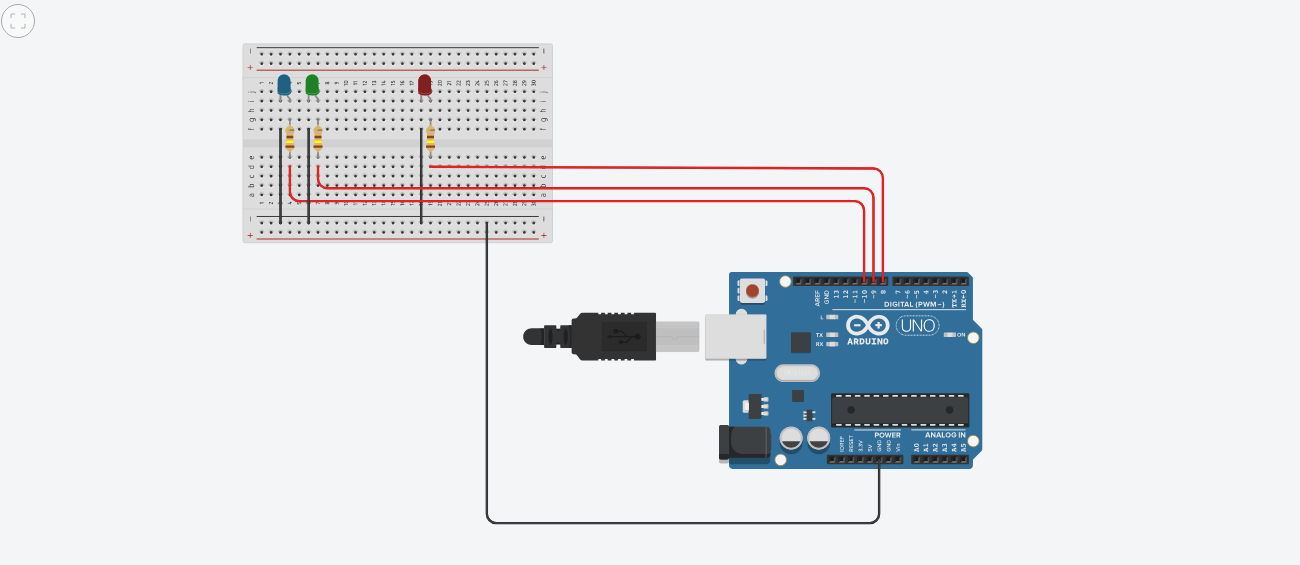 j
i
h
g
f
e
d
c
b
a
L
TX
RX
AREF
GND
13
12
~11
~10
~9
8
7
~6
~5
4
~3
2
TX→1
RX←0
DIGITAL (PWM~)
UNO
ARDUINO
ON
POWER
ANALOG IN
IOREF
RESET
3.3V
5V
GND
GND
Vin
A0
A1
A2
A3
A4
A5